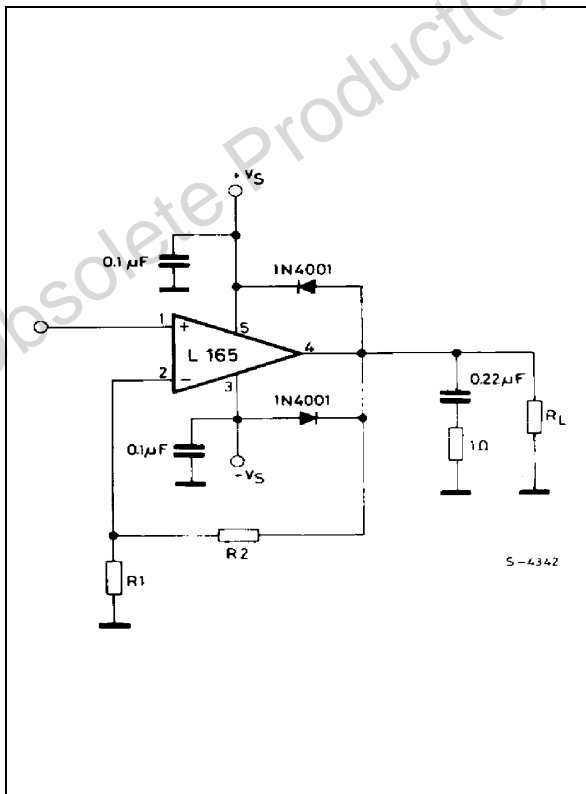 Obsolete Product(s)
+VS
0.1 µF
1N4001
1
+
5
L 165
4
2
−
3
1N4001
0.22µF
RL
1Ω
0.1µF
−VS
R2
R1
S-4342